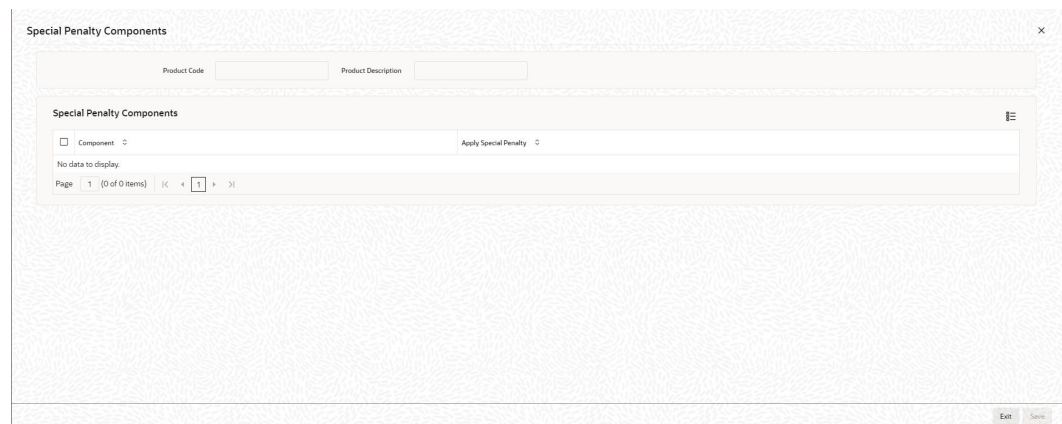 Special Penalty Components
Product Code
Product Description
Special Penalty Components
Component
Apply Special Penalty
No data to display.
Page 1 (0 of 0 items) 1
Exit Save